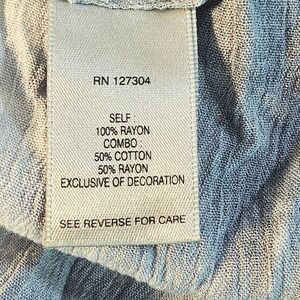 RN 127304
SELF :
100% RAYON
COMBO :
50% COTTON
50% RAYON
EXCLUSIVE OF DECORATION
SEE REVERSE FOR CARE